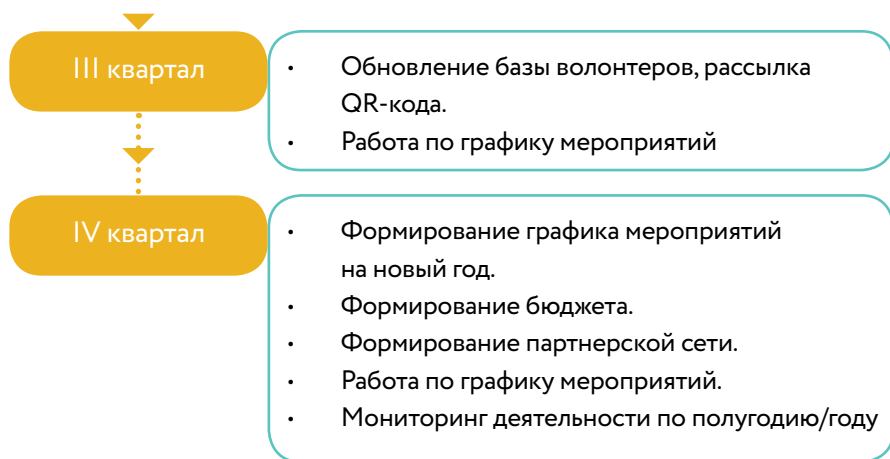 III квартал
• Обновление базы волонтеров, рассылка
QR-кода.
• Работа по графику мероприятий
IV квартал
• Формирование графика мероприятий
на новый год.
• Формирование бюджета.
• Формирование партнерской сети.
• Работа по графику мероприятий.
• Мониторинг деятельности по полугодию/году